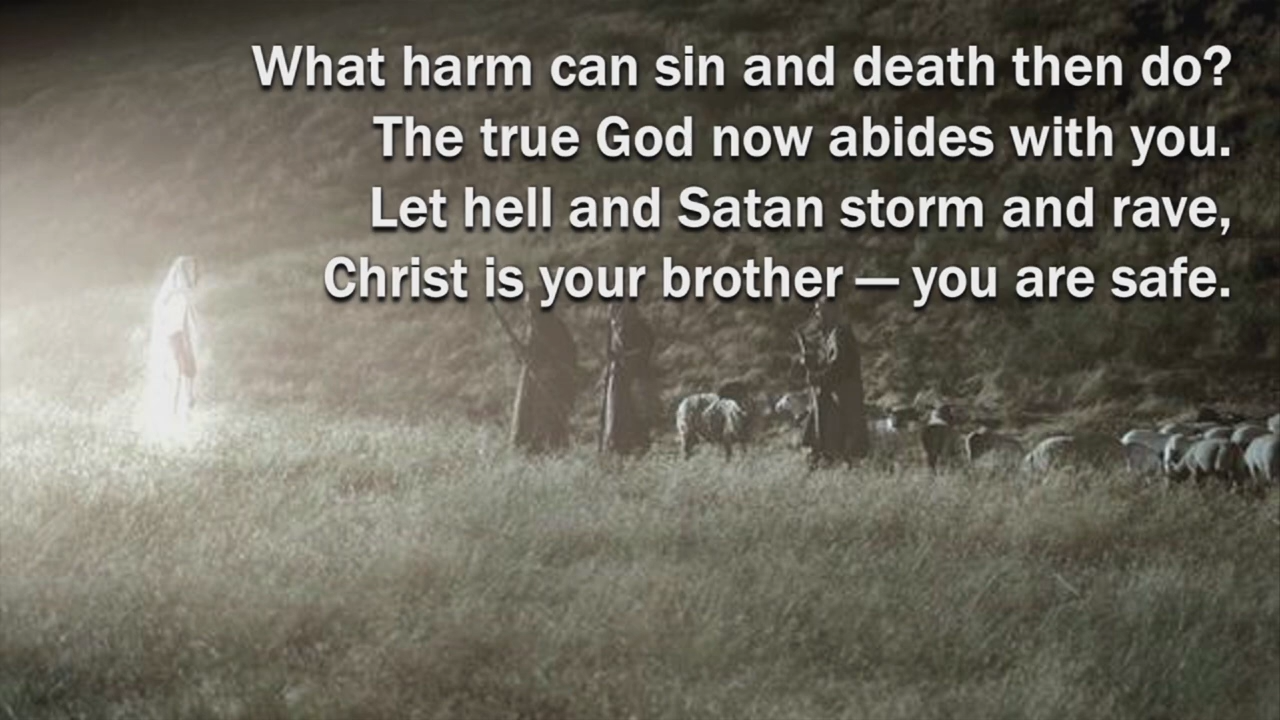 What harm can sin and death then do?
The true God now abides with you.
Let hell and Satan storm and rave,
Christ is your brother — you are safe.